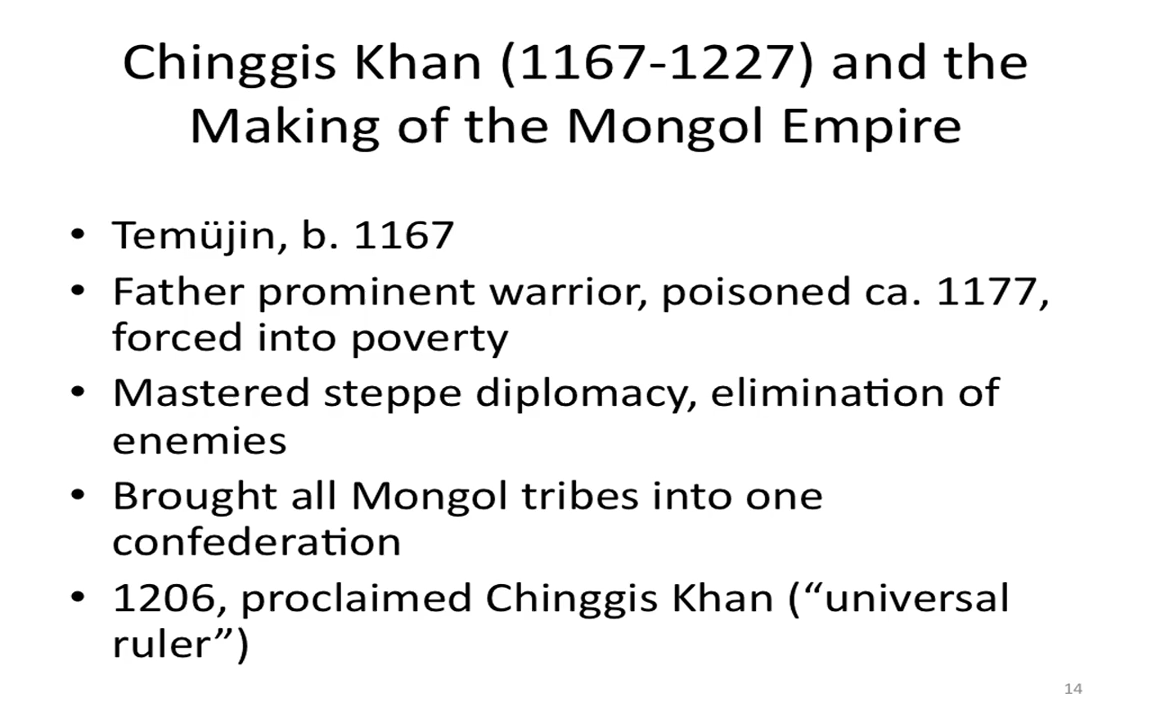 Chinggis Khan (1167-1227) and the
Making of the Mongol Empire
• Temüjin, b. 1167
• Father prominent warrior, poisoned ca. 1177,
forced into poverty
• Mastered steppe diplomacy, elimination of
enemies
• Brought all Mongol tribes into one
confederation
• 1206, proclaimed Chinggis Khan (“universal
ruler”)
14